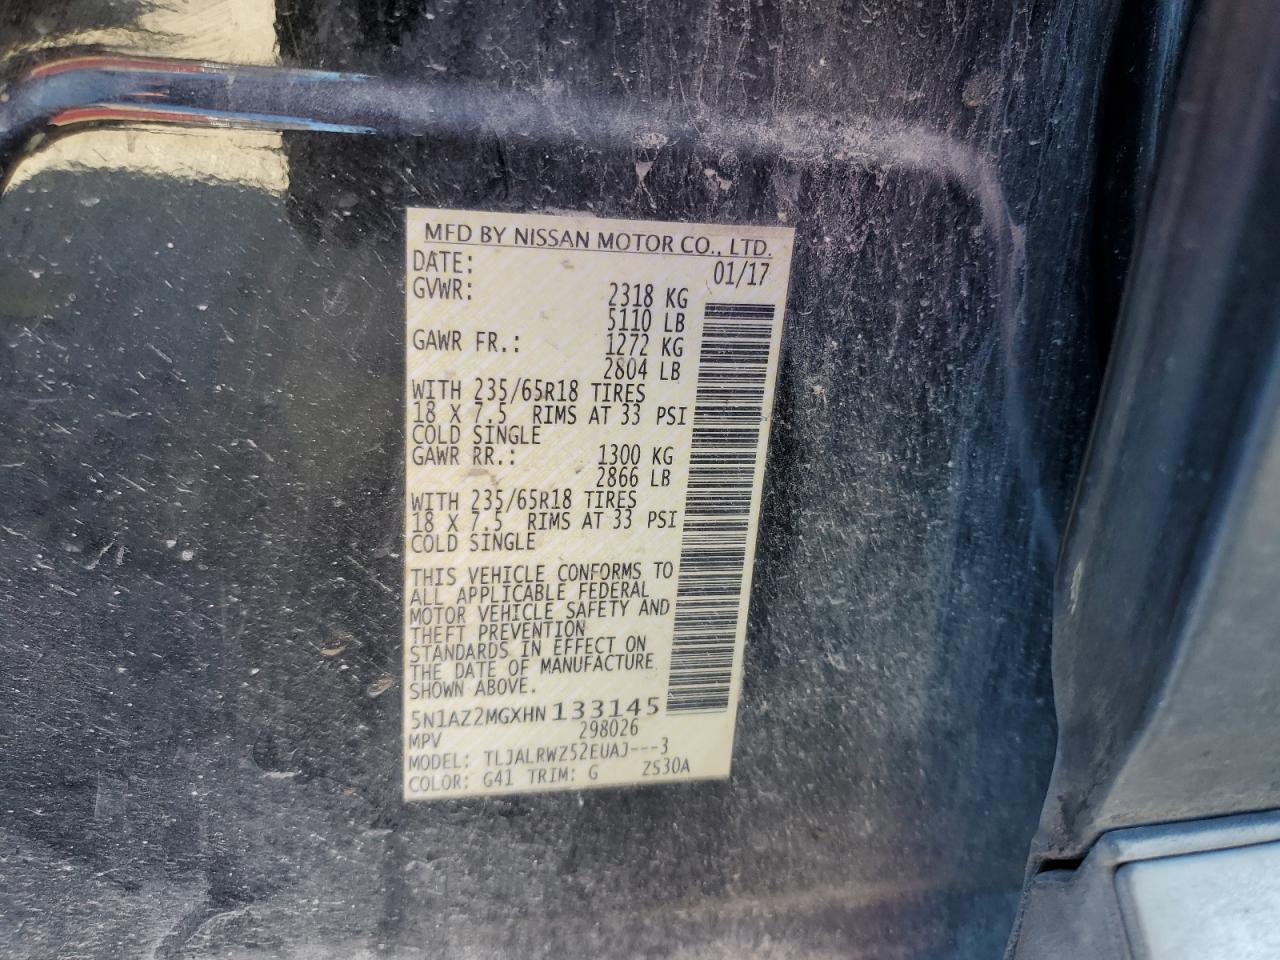 MFD BY NISSAN MOTOR CO., LTD.
DATE: 01/17
GVWR: 2318 KG
5110 LB
GAWR FR.: 1272 KG
2804 LB
WITH 235/65R18 TIRES
18 X 7.5 RIMS AT 33 PSI
COLD SINGLE
GAWR RR.: 1300 KG
2866 LB
WITH 235/65R18 TIRES
18 X 7.5 RIMS AT 33 PSI
COLD SINGLE
THIS VEHICLE CONFORMS TO
ALL APPLICABLE FEDERAL
MOTOR VEHICLE SAFETY AND
THEFT PREVENTION
STANDARDS IN EFFECT ON
THE DATE OF MANUFACTURE
SHOWN ABOVE.
5N1AZ2MGXHN133145
MPV 298026
MODEL: TLJALRWZ52EUAJ---3
COLOR: G41 TRIM: G ZS30A